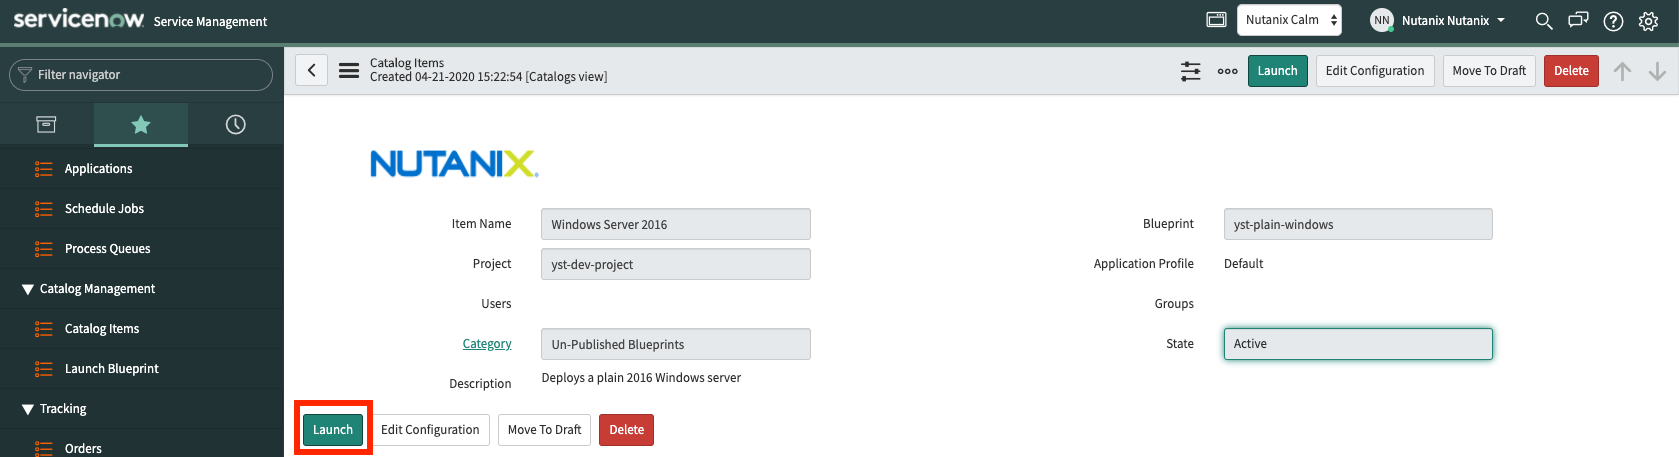 servicenow Service Management
Nutanix Calm
NN Nutanix Nutanix
Filter navigator
Applications
Schedule Jobs
Process Queues
Catalog Management
Catalog Items
Launch Blueprint
Tracking
Orders
Catalog Items
Created 04-21-2020 15:22:54 [Catalogs view]
Launch Edit Configuration Move To Draft Delete
NUTANIX.
Item Name Windows Server 2016 Blueprint yst-plain-windows
Project yst-dev-project Application Profile Default
Users Groups
Category Un-Published Blueprints State Active
Description Deploys a plain 2016 Windows server
Launch Edit Configuration Move To Draft Delete